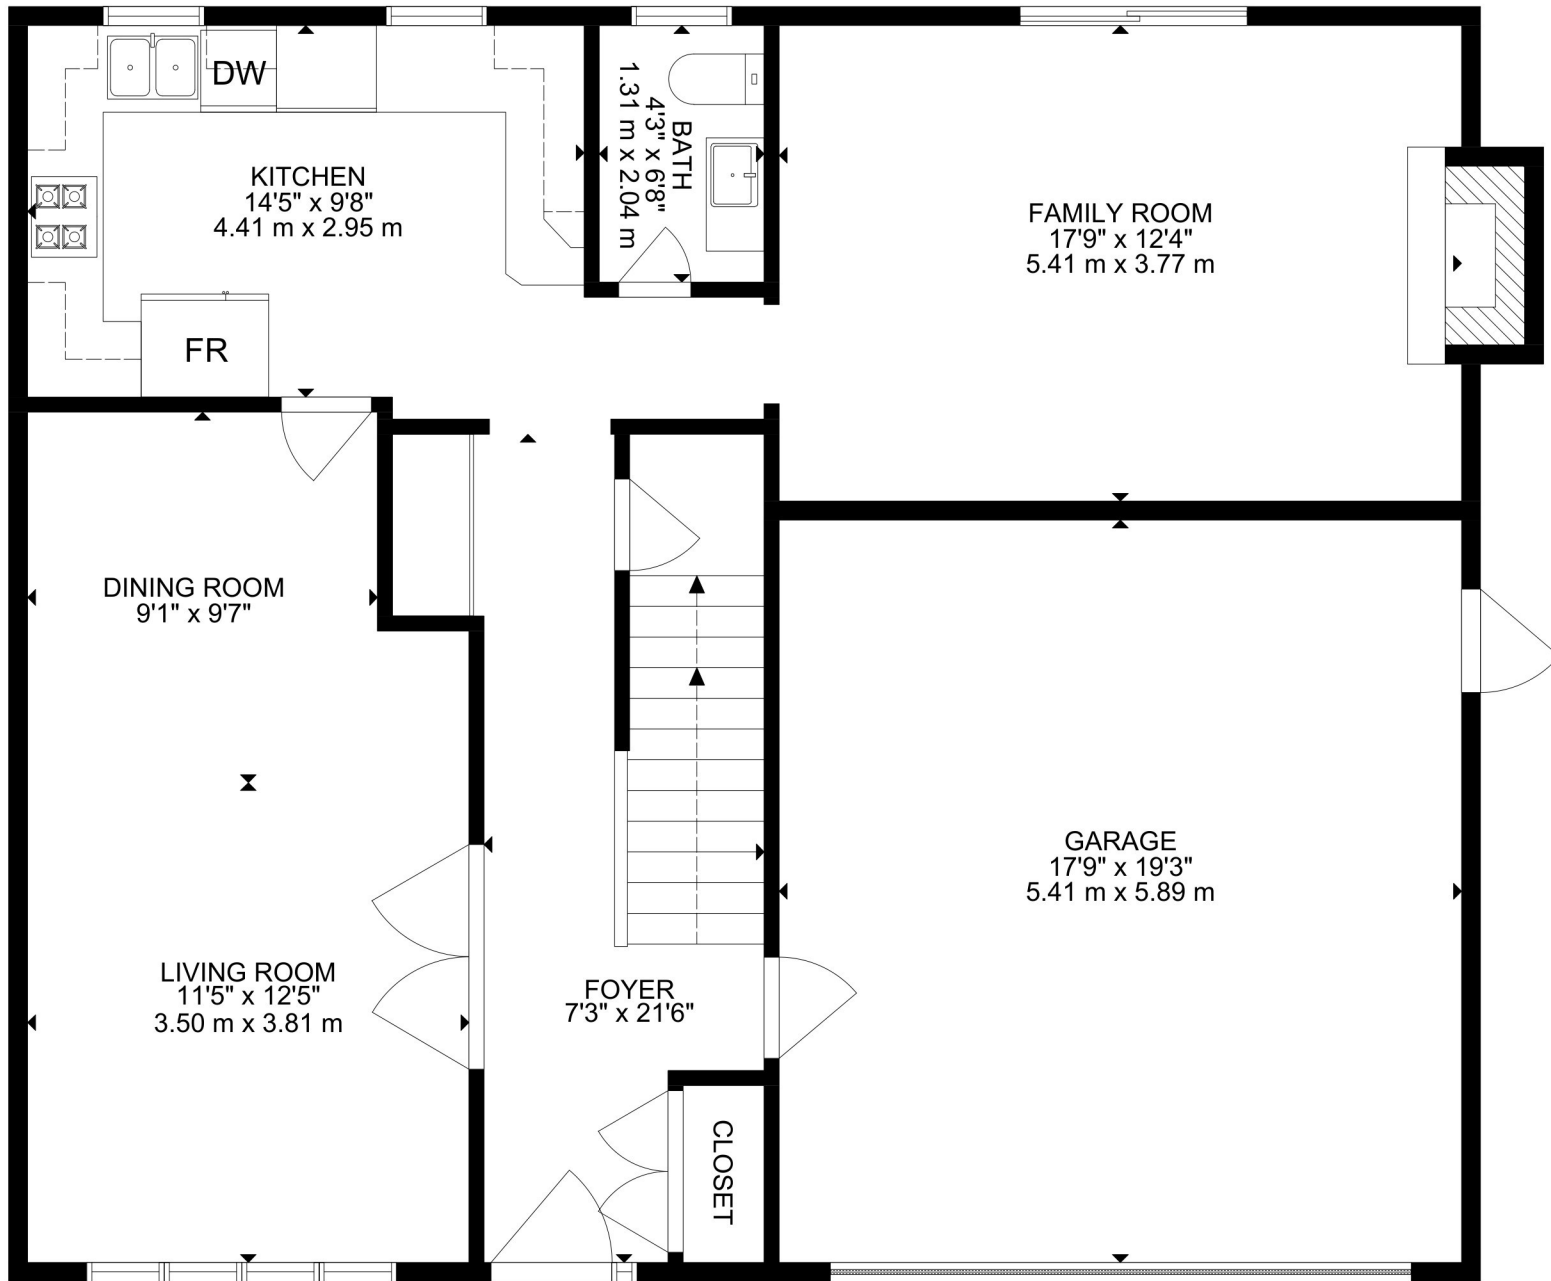 DW
KITCHEN
14'5" x 9'8"
4.41 m x 2.95 m
FR
BATH
4'3" x 6'8"
1.31 m x 2.04 m
FAMILY ROOM
17'9" x 12'4"
5.41 m x 3.77 m
DINING ROOM
9'1" x 9'7"
GARAGE
17'9" x 19'3"
5.41 m x 5.89 m
LIVING ROOM
11'5" x 12'5"
3.50 m x 3.81 m
FOYER
7'3" x 21'6"
CLOSET